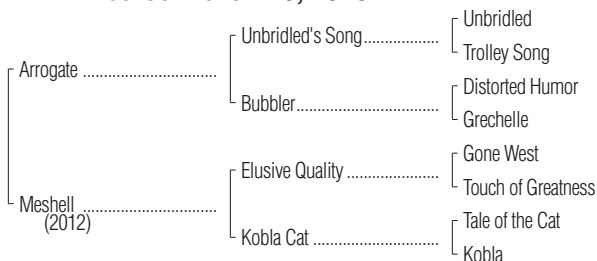 Unbridled
Unbridled's Song
Trolley Song
Arrogate
Distorted Humor
Bubbler
Grechelle
Gone West
Elusive Quality
Touch of Greatness
Meshell
(2012)
Tale of the Cat
Kobla Cat
Kobla